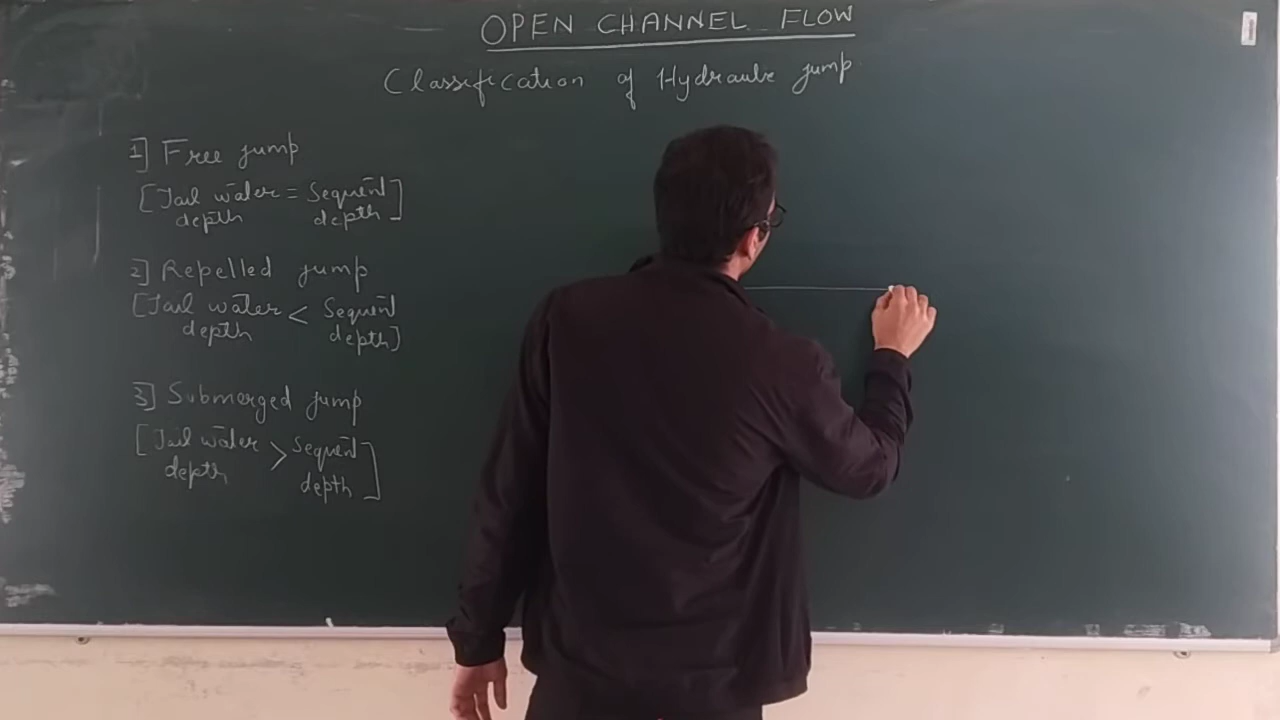 OPEN CHANNEL FLOW
Classification of Hydraulic jump
1] Free jump
[Tail water = Sequent]
depth depth
2] Repelled jump
[Tail water < Sequent
depth depth]
3] Submerged jump
[Tail water > Sequent]
depth depth